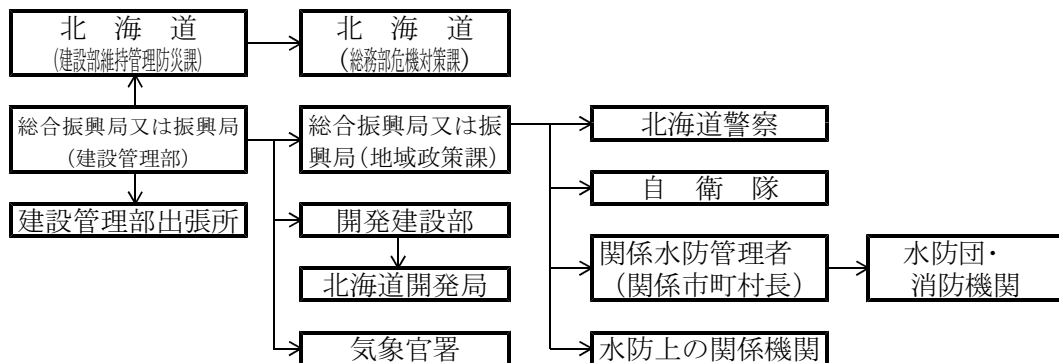 北 海 道
(建設部維持管理防災課)
北 海 道
(総務部危機対策課)
総合振興局又は振興局
(建設管理部)
総合振興局又は振
興局(地域政策課)
北海道警察
自 衛 隊
建設管理部出張所
開発建設部
関係水防管理者
(関係市町村長)
水防団・
消防機関
北海道開発局
気象官署
水防上の関係機関